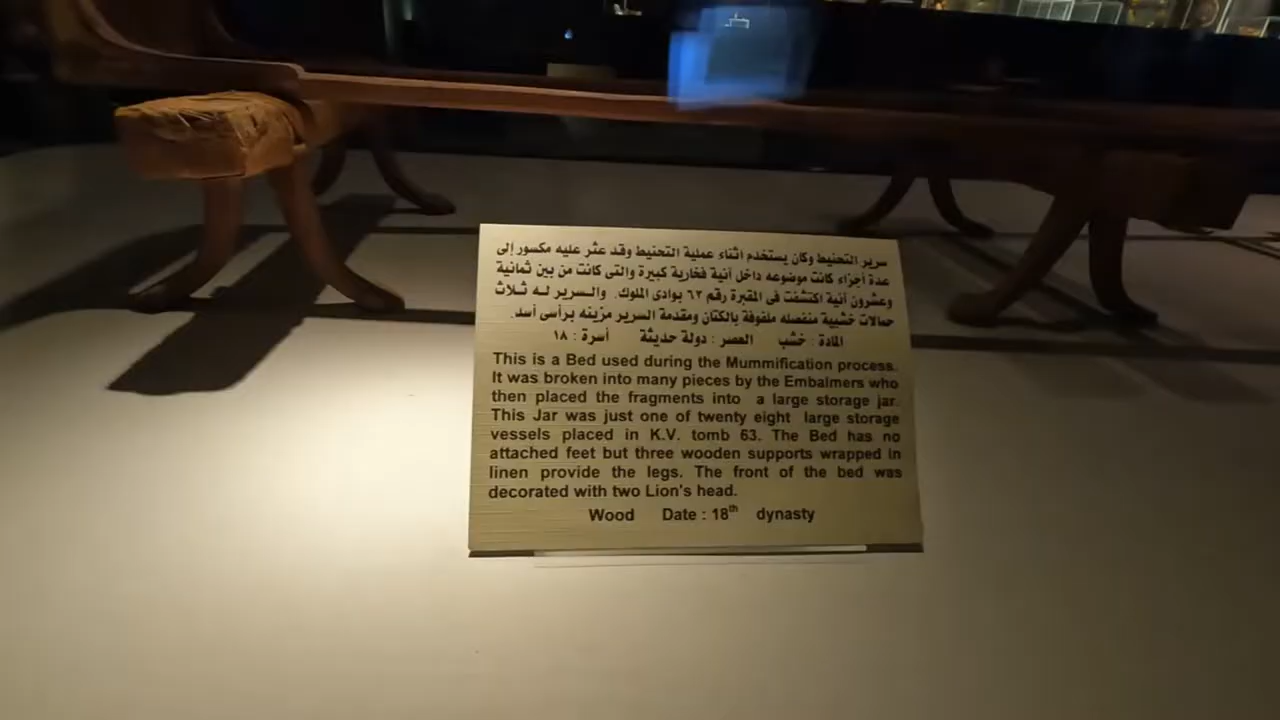 سرير التحنيط وكان يستخدم اثناء عملية التحنيط وقد عثر عليه مكسور إلى
عدة أجزاء كانت موضوعه داخل آنية فخارية كبيرة والتى كانت من بين ثمانية
وعشرون آنية اكتشفت فى المقبرة رقم ٦٣ بوادى الملوك. والسرير له ثلاث
حمالات خشبية منفصله ملفوفة بالكتان ومقدمة السرير مزينه برأسى أسد.
المادة : خشب العصر : دولة حديثة أسرة : ١٨
This is a Bed used during the Mummification process.
It was broken into many pieces by the Embalmers who
then placed the fragments into a large storage jar.
This Jar was just one of twenty eight large storage
vessels placed in K.V. tomb 63. The Bed has no
attached feet but three wooden supports wrapped in
linen provide the legs. The front of the bed was
decorated with two Lion's head.
Wood Date : 18th dynasty